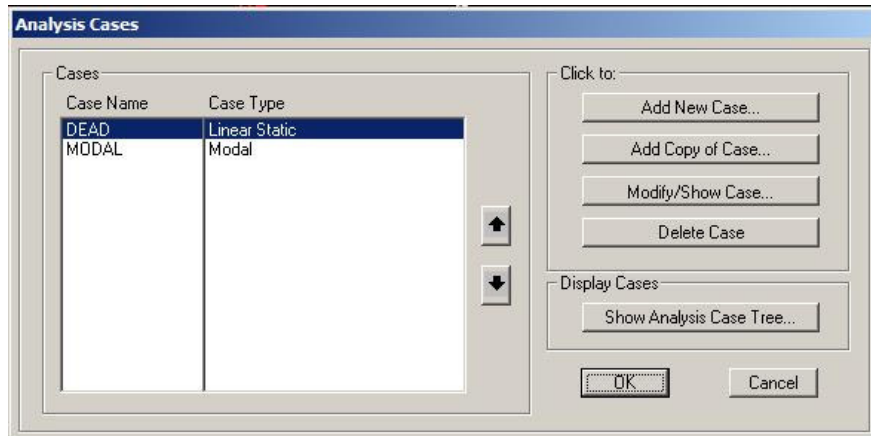 Analysis Cases
Cases
Case Name Case Type
DEAD Linear Static
MODAL Modal
Click to:
Add New Case...
Add Copy of Case...
Modify/Show Case...
Delete Case
Display Cases
Show Analysis Case Tree...
OK Cancel